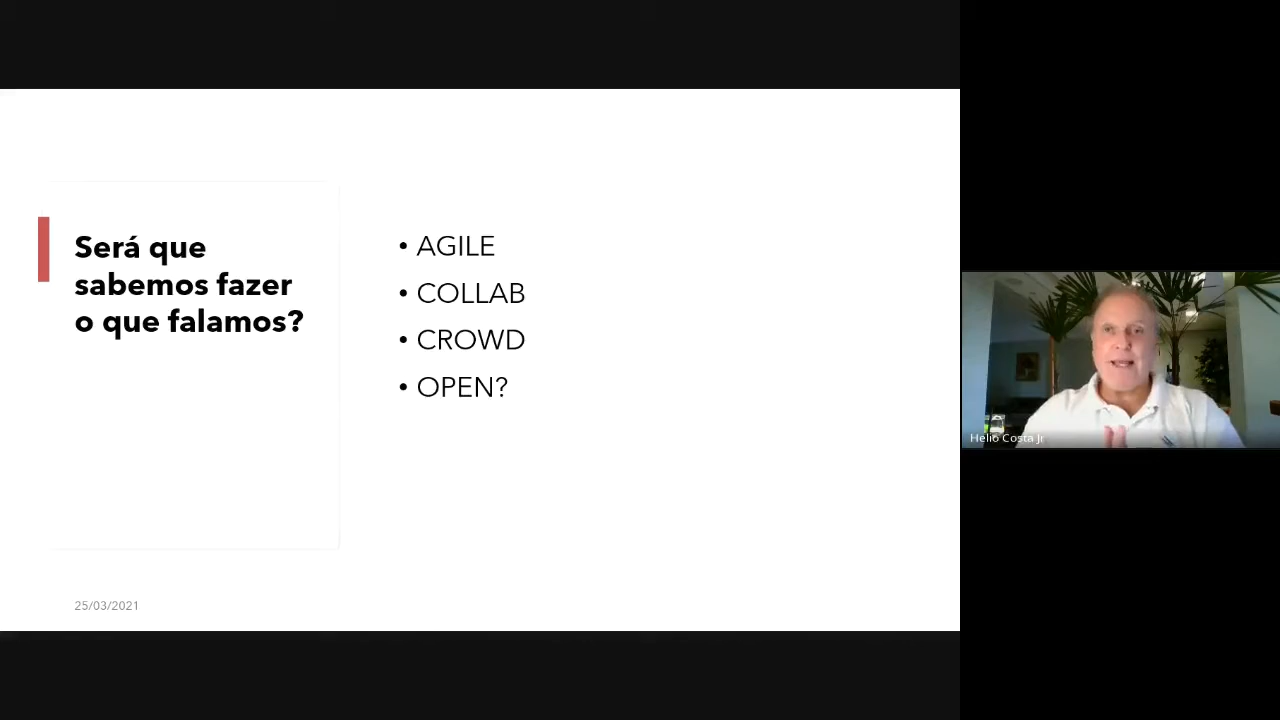 Será que
sabemos fazer
o que falamos?
• AGILE
• COLLAB
• CROWD
• OPEN?
25/03/2021
Helio Costa Jr